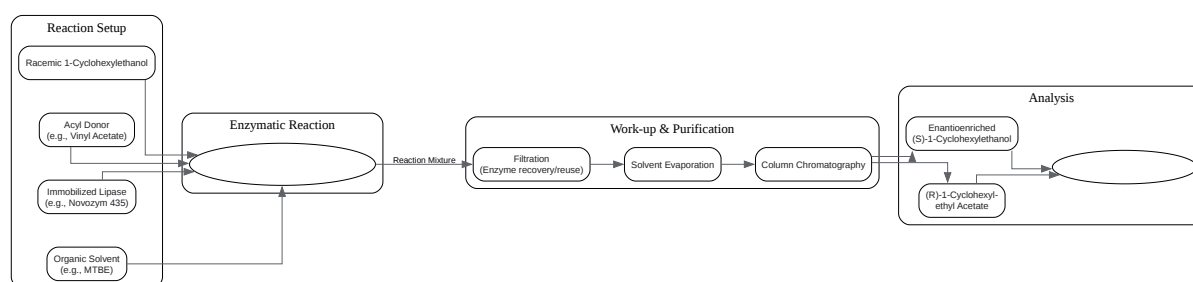 Reaction Setup
Racemic 1-Cyclohexylethanol
Acyl Donor
(e.g., Vinyl Acetate)
Immobilized Lipase
(e.g., Novozym 435)
Organic Solvent
(e.g., MTBE)
Enzymatic Reaction
Reaction Mixture
Work-up & Purification
Filtration
(Enzyme recovery/reuse)
Solvent Evaporation
Column Chromatography
Analysis
Enantioenriched
(S)-1-Cyclohexylethanol
(R)-1-Cyclohexyl-
ethyl Acetate